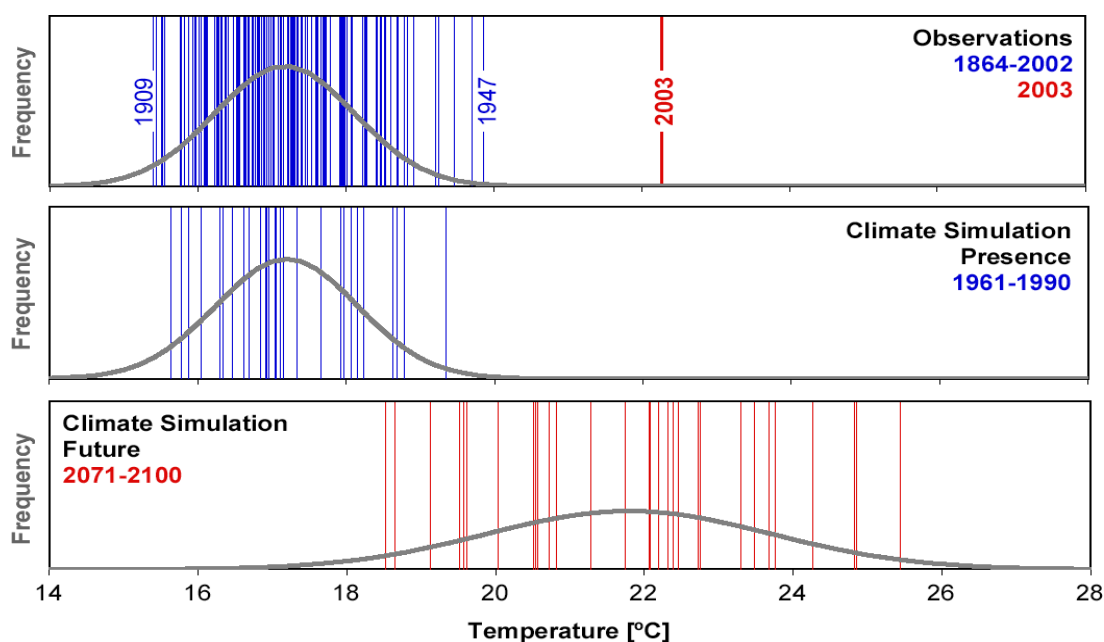 Frequency
1909
1947
2003
Observations
1864-2002
2003
Frequency
Climate Simulation
Presence
1961-1990
Frequency
Climate Simulation
Future
2071-2100
14 16 18 20 22 24 26 28
Temperature [ºC]